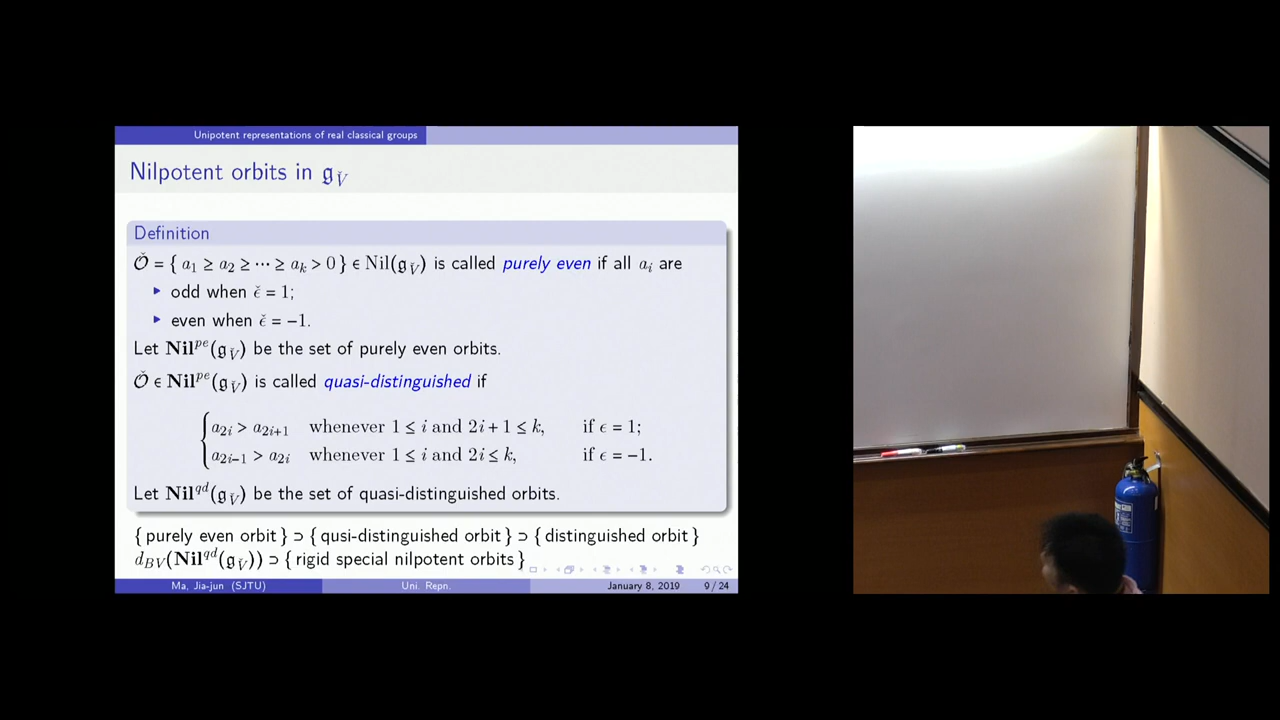 Unipotent representations of real classical groups
Nilpotent orbits in 𝔤_V̌
Definition
𝒪̌ = { a₁ ≥ a₂ ≥ ⋯ ≥ a_k > 0 } ∈ Nil(𝔤_V̌) is called purely even if all a_i are
▸ odd when ϵ̌ = 1;
▸ even when ϵ̌ = −1.
Let Nil^{pe}(𝔤_V̌) be the set of purely even orbits.
𝒪̌ ∈ Nil^{pe}(𝔤_V̌) is called quasi-distinguished if
a_{2i} > a_{2i+1} whenever 1 ≤ i and 2i + 1 ≤ k, if ϵ = 1;
a_{2i−1} > a_{2i} whenever 1 ≤ i and 2i ≤ k, if ϵ = −1.
Let Nil^{qd}(𝔤_V̌) be the set of quasi-distinguished orbits.
{ purely even orbit } ⊃ { qusi-distinguished orbit } ⊃ { distinguished orbit }
d_{BV}(Nil^{qd}(𝔤_V̌)) ⊃ { rigid special nilpotent orbits }
Ma, Jia-jun (SJTU) Uni. Repn. January 8, 2019 9 / 24